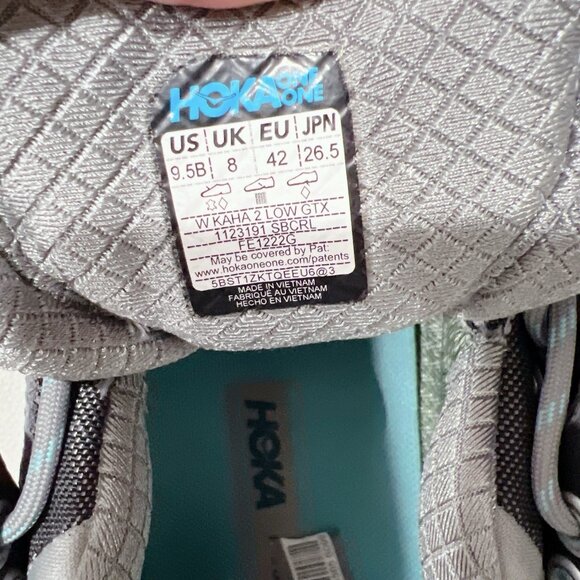 HOKA ONE ONE
US UK EU JPN
9.5B 8 42 26.5
W KAHA 2 LOW GTX
1123191 SBCRL
FE1222G
May be covered by Pat:
www.hokaoneone.com/patents
5BST1ZKTQEEU6@3
MADE IN VIETNAM
FABRIQUÉ AU VIETNAM
HECHO EN VIETNAM
HOKA